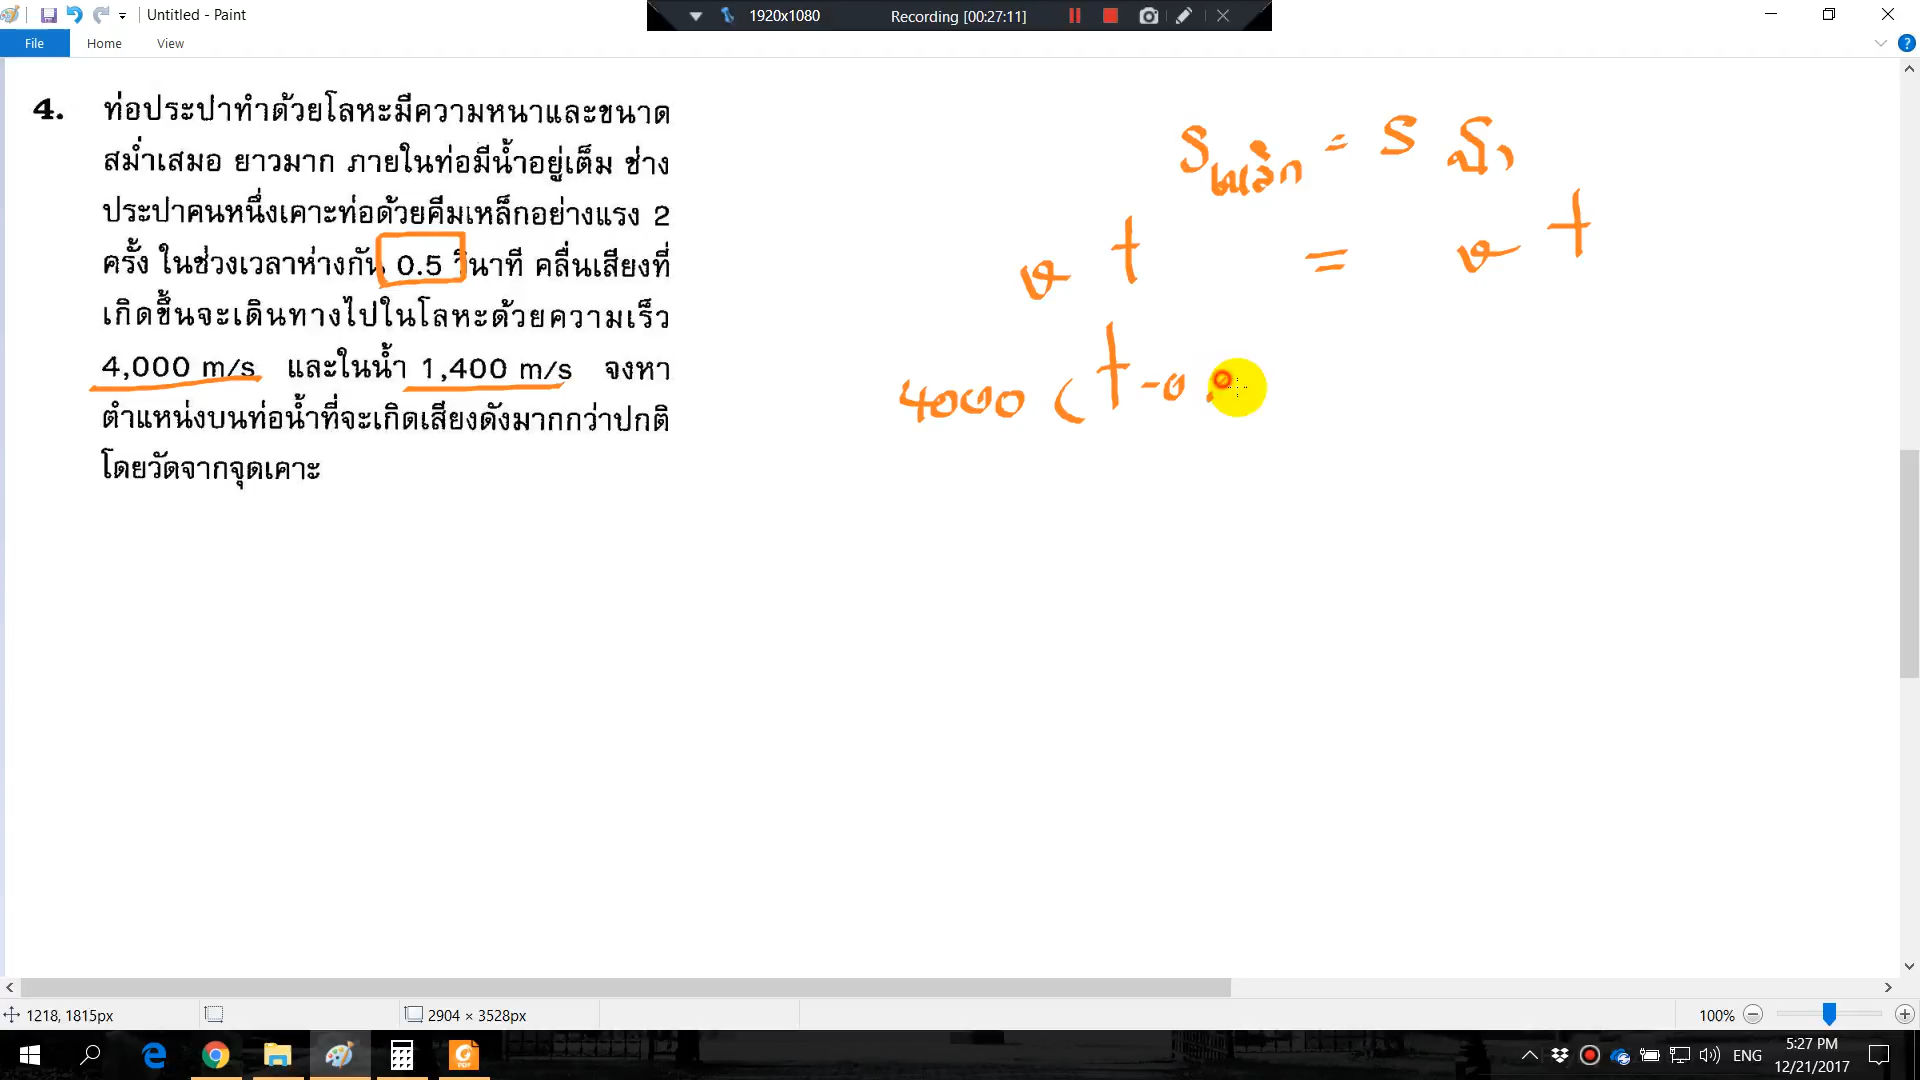 Untitled - Paint
1920x1080
Recording [00:27:11]
File
Home
View
4. ท่อประปาทำด้วยโลหะมีความหนาและขนาด
สม่ำเสมอ ยาวมาก ภายในท่อมีน้ำอยู่เต็ม ช่าง
ประปาคนหนึ่งเคาะท่อด้วยคีมเหล็กอย่างแรง 2
ครั้ง ในช่วงเวลาห่างกัน 0.5 วินาที คลื่นเสียงที่
เกิดขึ้นจะเดินทางไปในโลหะด้วยความเร็ว
4,000 m/s และในน้ำ 1,400 m/s จงหา
ตำแหน่งบนท่อน้ำที่จะเกิดเสียงดังมากกว่าปกติ
โดยวัดจากจุดเคาะ
S เหล็ก = S น้ำ
v t = v t
4000 ( t - 0.
1218, 1815px
2904 × 3528px
100%
ENG
5:27 PM
12/21/2017